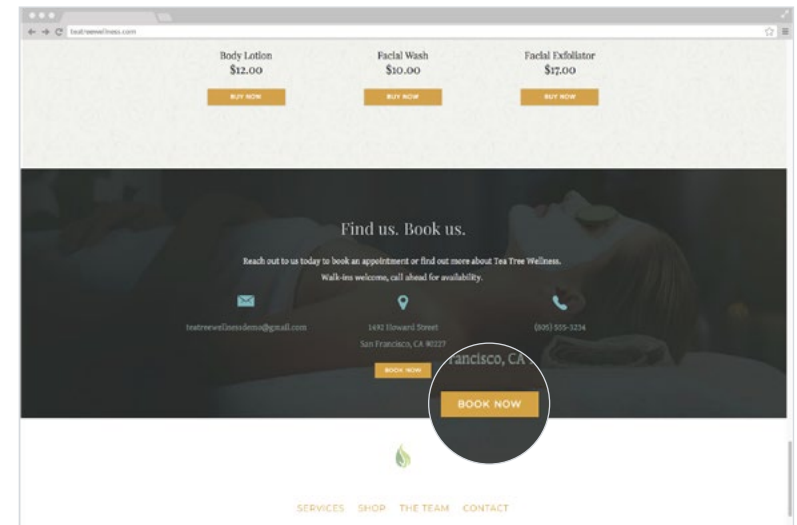 teatreewellness.com
Body Lotion
$12.00
BUY NOW
Facial Wash
$10.00
BUY NOW
Facial Exfoliator
$17.00
BUY NOW
Find us. Book us.
Reach out to us today to book an appointment or find out more about Tea Tree Wellness.
Walk-ins welcome, call ahead for availability.
teatreewellnessdemo@gmail.com
1492 Howard Street
San Francisco, CA 90227
BOOK NOW
(805) 555-3234
rancisco, CA
BOOK NOW
SERVICES SHOP THE TEAM CONTACT